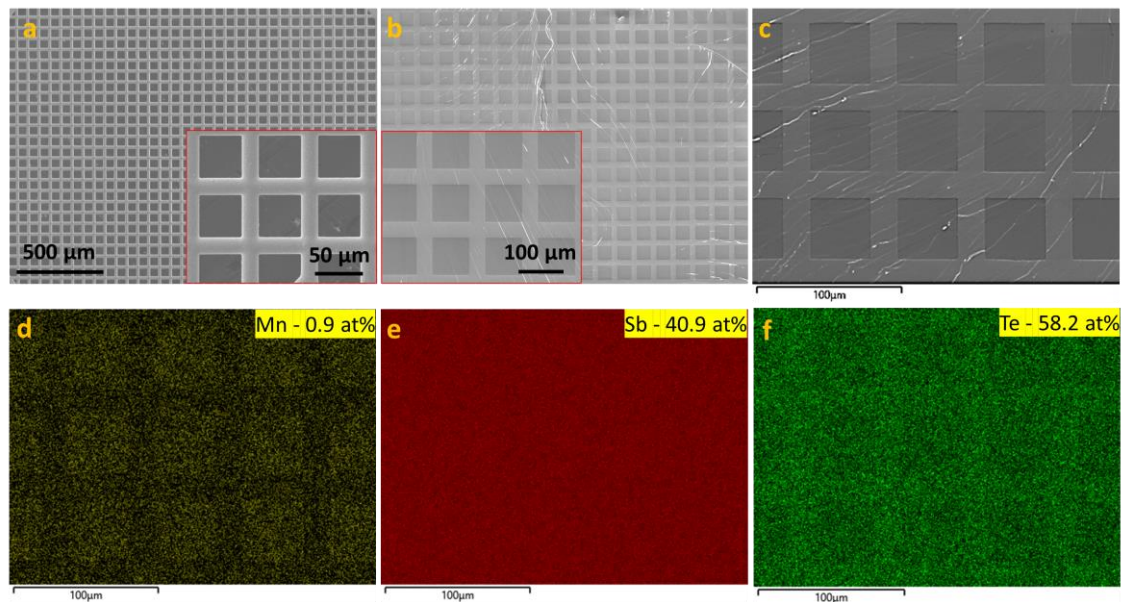 a
500 µm
50 µm
b
100 µm
c
100µm
d
Mn - 0.9 at%
100µm
e
Sb - 40.9 at%
100µm
f
Te - 58.2 at%
100µm